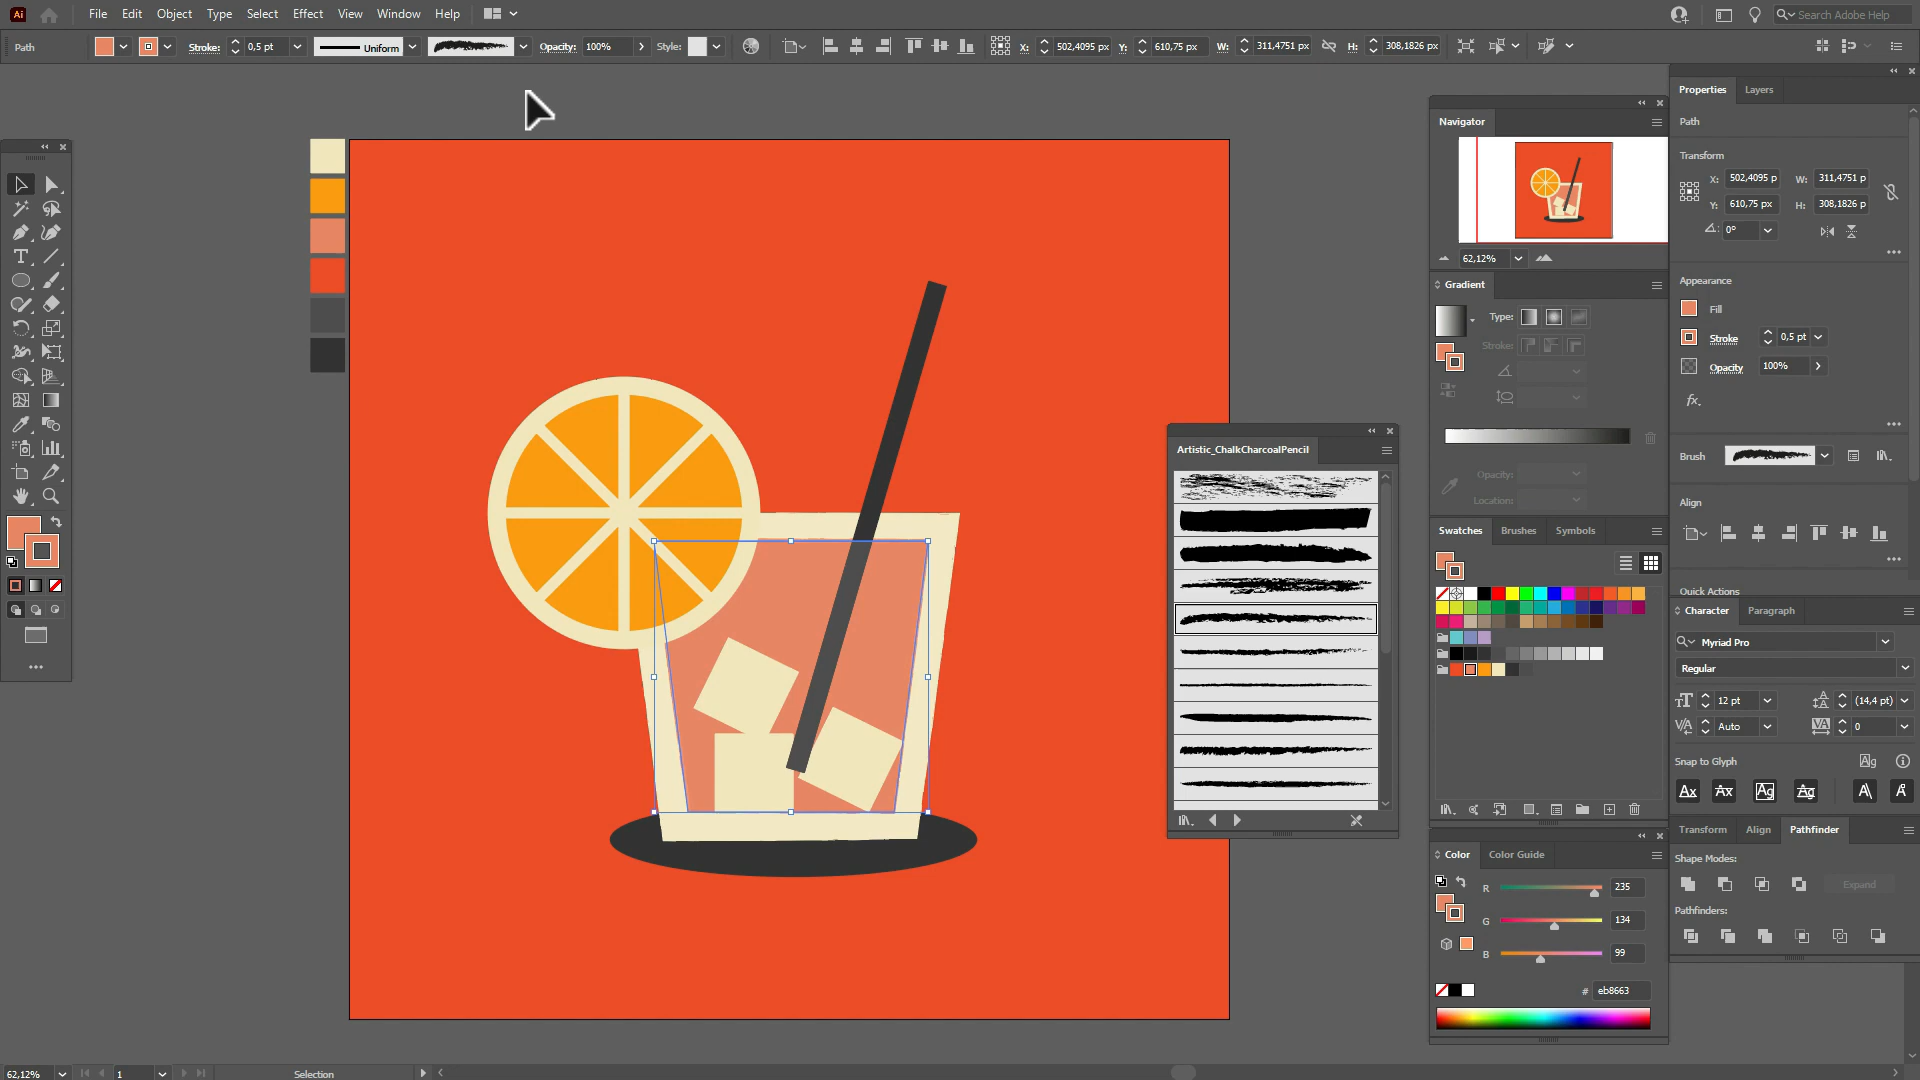 Ai File Edit Object Type Select Effect View Window Help Search Adobe Help
Path Stroke: 0,5 pt Uniform Opacity: 100% Style: X: 502,4095 px Y: 610,75 px W: 311,4751 px H: 308,1826 px
Properties Layers
Path
Transform
X: 502,4095 p W: 311,4751 p
Y: 610,75 px H: 308,1826 p
0°
Appearance
Fill
Stroke 0,5 pt
Opacity 100%
fx.
Brush
Align
Quick Actions
Character Paragraph
Myriad Pro
Regular
12 pt (14,4 pt)
Auto 0
Snap to Glyph
Transform Align Pathfinder
Shape Modes:
Expand
Pathfinders:
Navigator
62,12%
Gradient
Type:
Stroke:
Opacity:
Location:
Swatches Brushes Symbols
Color Color Guide
R 235
G 134
B 99
# eb8663
Artistic_ChalkCharcoalPencil
62,12% 1 Selection